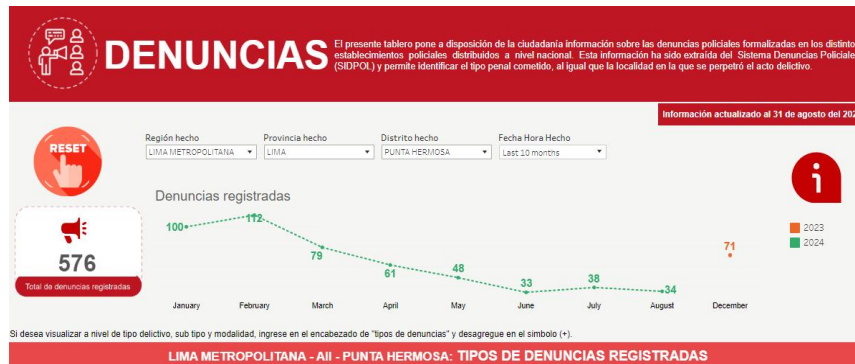 DENUNCIAS
El presente tablero pone a disposición de la ciudadanía información sobre las denuncias policiales formalizadas en los distinto
establecimientos policiales distribuidos a nivel nacional. Esta información ha sido extraída del Sistema Denuncias Policiale
(SIDPOL) y permite identificar el tipo penal cometido, al igual que la localidad en la que se perpetró el acto delictivo.
Información actualizado al 31 de agosto del 202
RESET
Región hecho Provincia hecho Distrito hecho Fecha Hora Hecho
LIMA METROPOLITANA LIMA PUNTA HERMOSA Last 10 months
i
Denuncias registradas
576
Total de denuncias registradas
100 112 79 61 48 33 38 34 71
2023
2024
January February March April May June July August December
Si desea visualizar a nivel de tipo delictivo, sub tipo y modalidad, ingrese en el encabezado de "tipos de denuncias" y desagregue en el simbolo (+).
LIMA METROPOLITANA - All - PUNTA HERMOSA: TIPOS DE DENUNCIAS REGISTRADAS